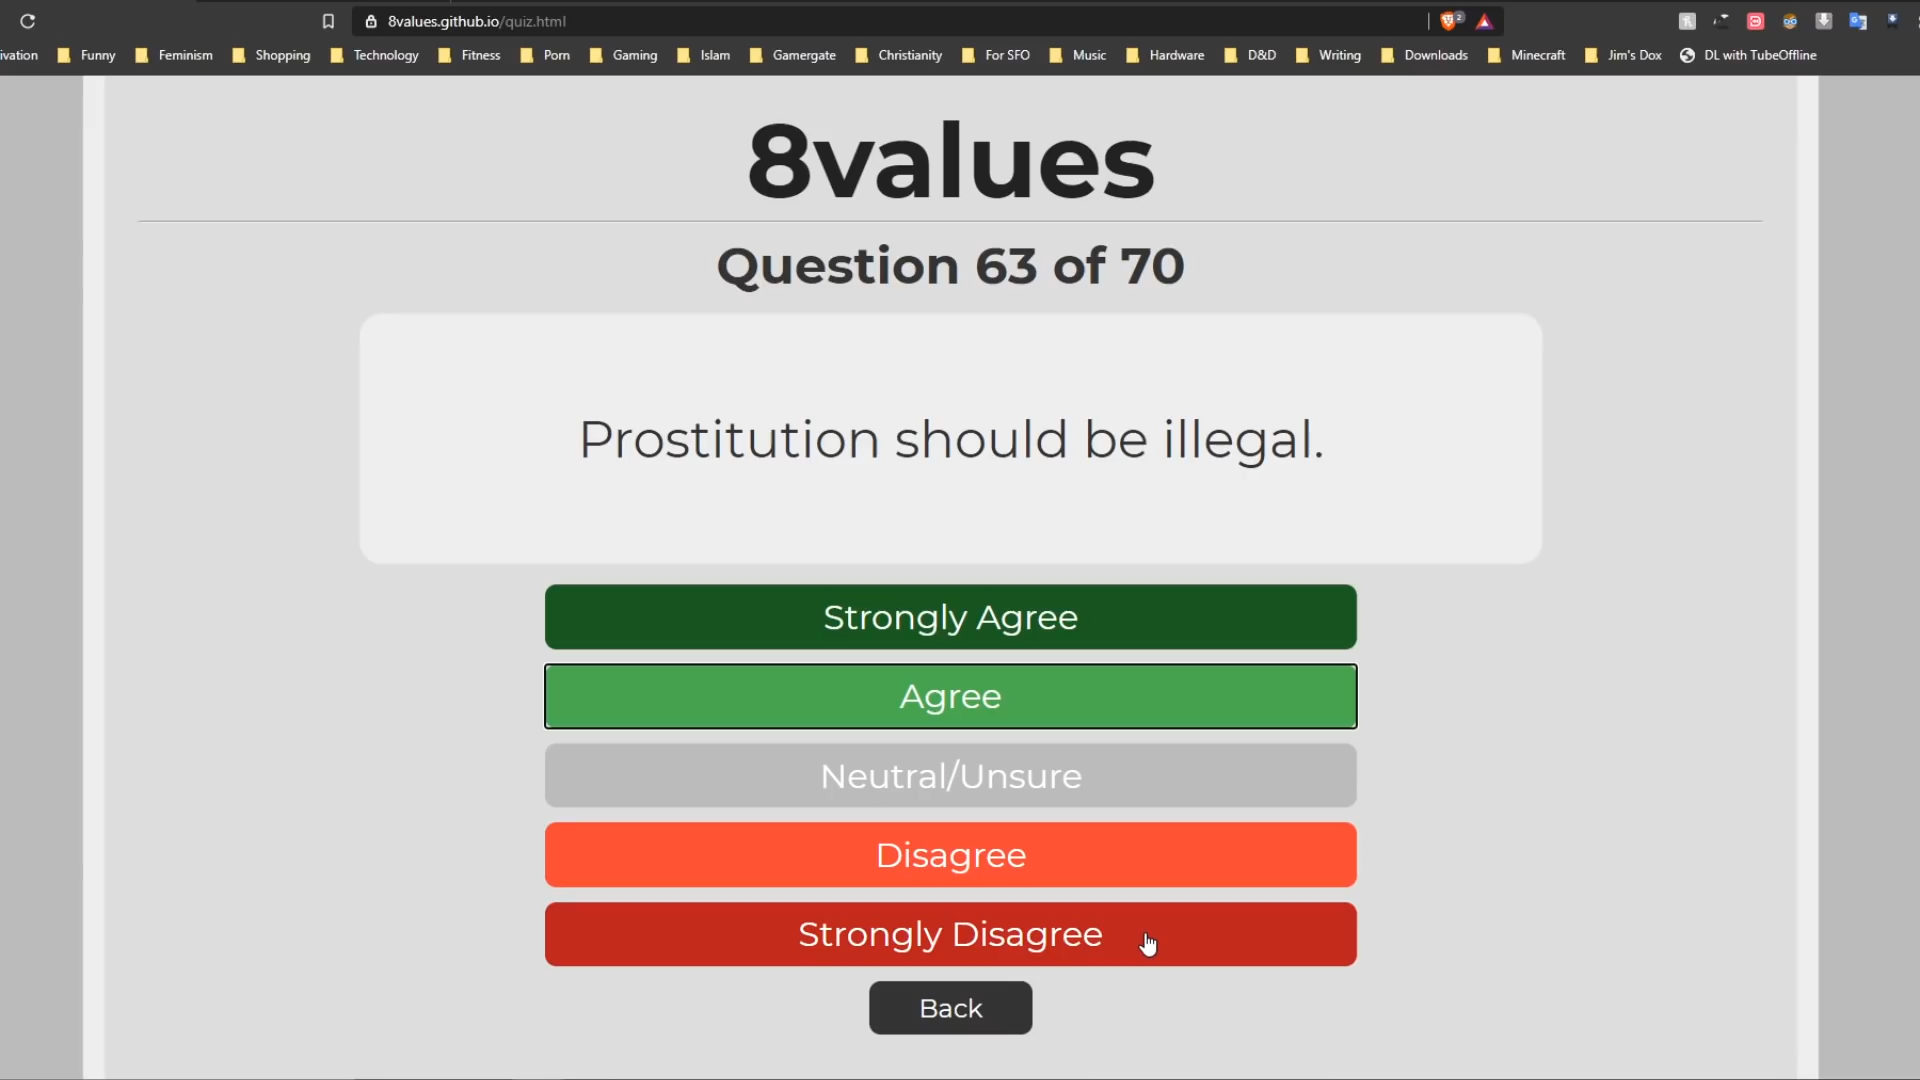 8values.github.io/quiz.html
2
ivation Funny Feminism Shopping Technology Fitness Porn Gaming Islam Gamergate Christianity For SFO Music Hardware D&D Writing Downloads Minecraft Jim's Dox DL with TubeOffline
8values
Question 63 of 70
Prostitution should be illegal.
Strongly Agree
Agree
Neutral/Unsure
Disagree
Strongly Disagree
Back